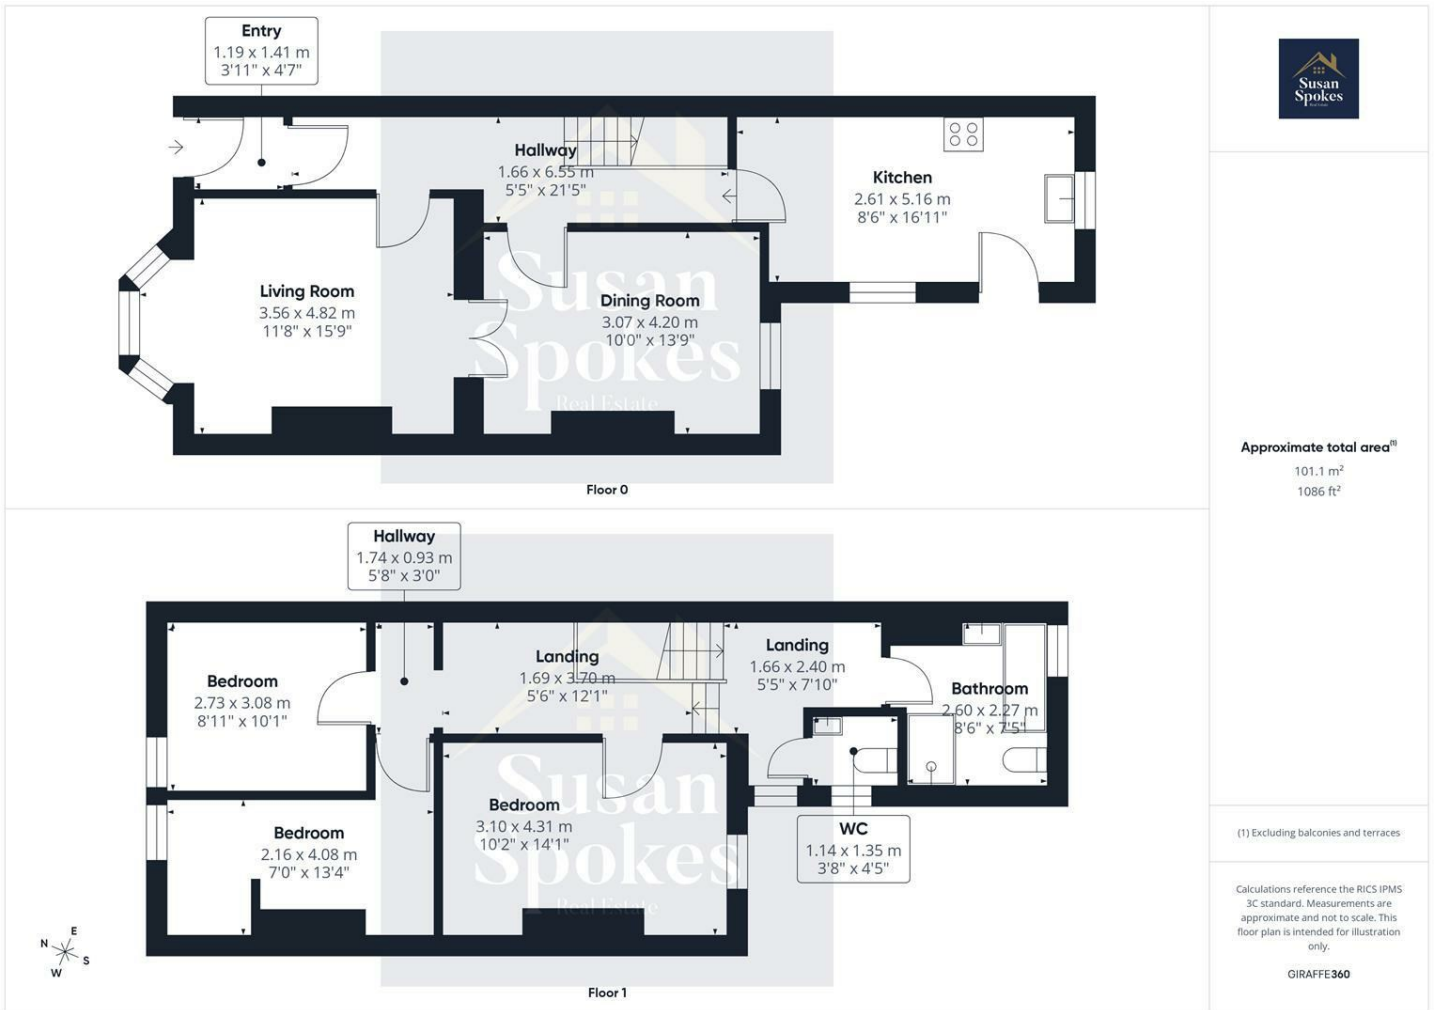 Entry
1.19 x 1.41 m
3'11" x 4'7"
Hallway
1.66 x 6.55 m
5'5" x 21'5"
Kitchen
2.61 x 5.16 m
8'6" x 16'11"
Living Room
3.56 x 4.82 m
11'8" x 15'9"
Dining Room
3.07 x 4.20 m
10'0" x 13'9"
Susan
Spokes
Real Estate
Floor 0
Hallway
1.74 x 0.93 m
5'8" x 3'0"
Landing
1.69 x 3.70 m
5'6" x 12'1"
Landing
1.66 x 2.40 m
5'5" x 7'10"
Bedroom
2.73 x 3.08 m
8'11" x 10'1"
Bathroom
2.60 x 2.27 m
8'6" x 7'5"
Bedroom
3.10 x 4.31 m
10'2" x 14'1"
Bedroom
2.16 x 4.08 m
7'0" x 13'4"
WC
1.14 x 1.35 m
3'8" x 4'5"
Susan
Spokes
Real Estate
N
E
S
W
Floor 1
Susan
Spokes
Real Estate
Approximate total area(1)
101.1 m²
1086 ft²
(1) Excluding balconies and terraces
Calculations reference the RICS IPMS
3C standard. Measurements are
approximate and not to scale. This
floor plan is intended for illustration
only.
GIRAFFE360